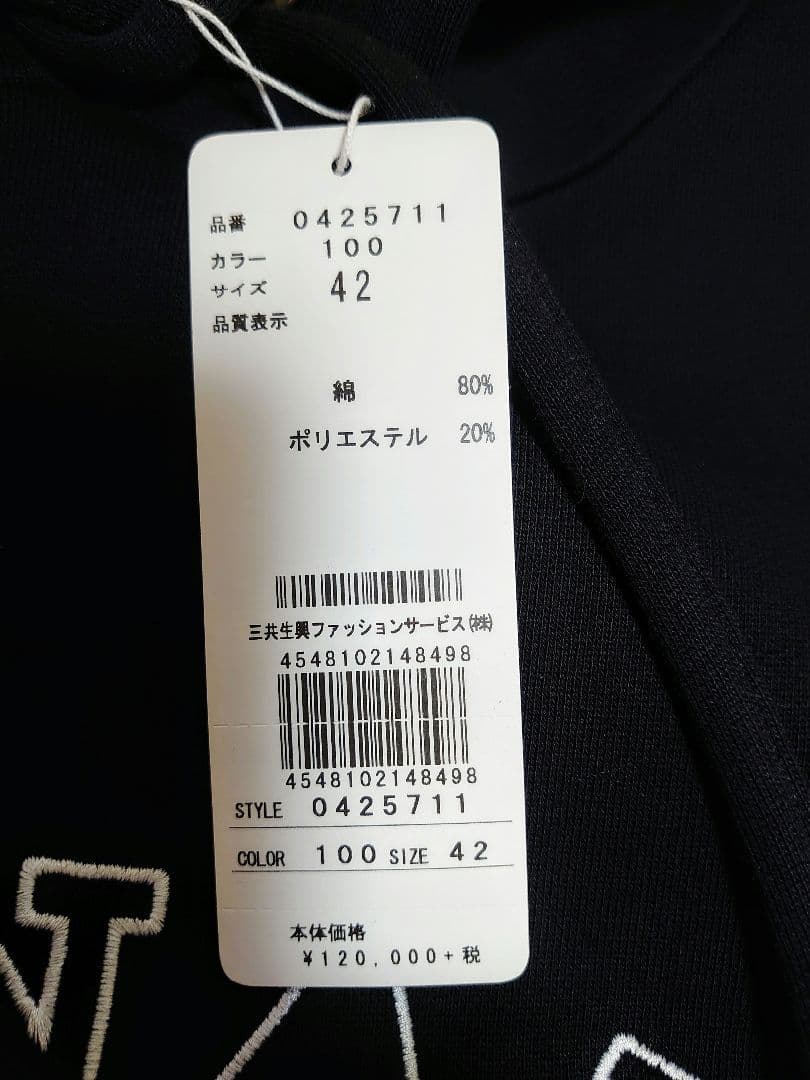 品番 0425711
カラー 100
サイズ 42
品質表示
綿 80%
ポリエステル 20%
三共生興ファッションサービス(株)
4548102148498
4548102148498
STYLE 0425711
COLOR 100 SIZE 42
本体価格
¥120,000+税